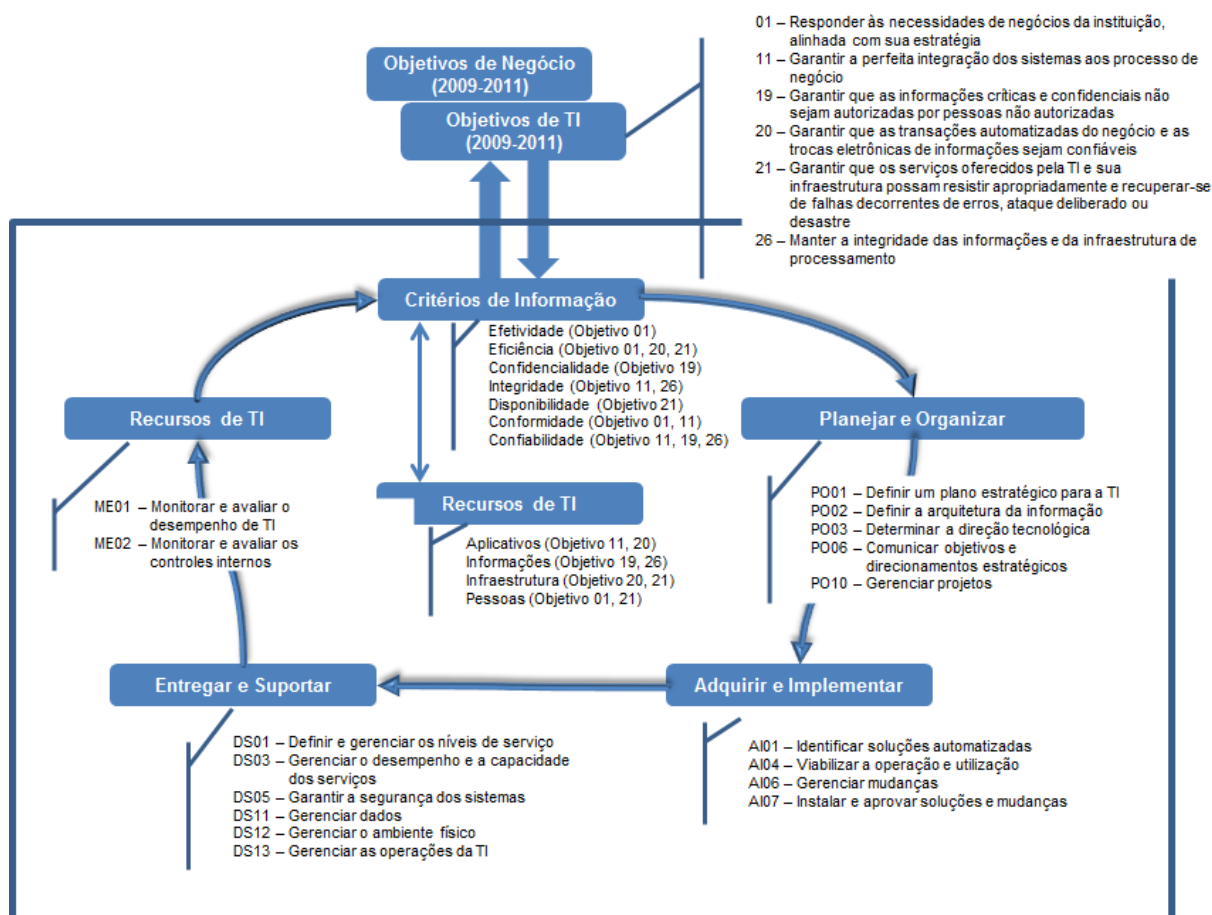 Objetivos de Negócio
(2009-2011)
Objetivos de TI
(2009-2011)
01 – Responder às necessidades de negócios da instituição,
alinhada com sua estratégia
11 – Garantir a perfeita integração dos sistemas aos processo de
negócio
19 – Garantir que as informações críticas e confidenciais não
sejam autorizadas por pessoas não autorizadas
20 – Garantir que as transações automatizadas do negócio e as
trocas eletrônicas de informações sejam confiáveis
21 – Garantir que os serviços oferecidos pela TI e sua
infraestrutura possam resistir apropriadamente e recuperar-se
de falhas decorrentes de erros, ataque deliberado ou
desastre
26 – Manter a integridade das informações e da infraestrutura de
processamento
Critérios de Informação
Efetividade (Objetivo 01)
Eficiência (Objetivo 01, 20, 21)
Confidencialidade (Objetivo 19)
Integridade (Objetivo 11, 26)
Disponibilidade (Objetivo 21)
Conformidade (Objetivo 01, 11)
Confiabilidade (Objetivo 11, 19, 26)
Recursos de TI
ME01 – Monitorar e avaliar o
desempenho de TI
ME02 – Monitorar e avaliar os
controles internos
Recursos de TI
Aplicativos (Objetivo 11, 20)
Informações (Objetivo 19, 26)
Infraestrutura (Objetivo 20, 21)
Pessoas (Objetivo 01, 21)
Planejar e Organizar
PO01 – Definir um plano estratégico para a TI
PO02 – Definir a arquitetura da informação
PO03 – Determinar a direção tecnológica
PO06 – Comunicar objetivos e
direcionamentos estratégicos
PO10 – Gerenciar projetos
Entregar e Suportar
DS01 – Definir e gerenciar os níveis de serviço
DS03 – Gerenciar o desempenho e a capacidade
dos serviços
DS05 – Garantir a segurança dos sistemas
DS11 – Gerenciar dados
DS12 – Gerenciar o ambiente físico
DS13 – Gerenciar as operações da TI
Adquirir e Implementar
AI01 – Identificar soluções automatizadas
AI04 – Viabilizar a operação e utilização
AI06 – Gerenciar mudanças
AI07 – Instalar e aprovar soluções e mudanças